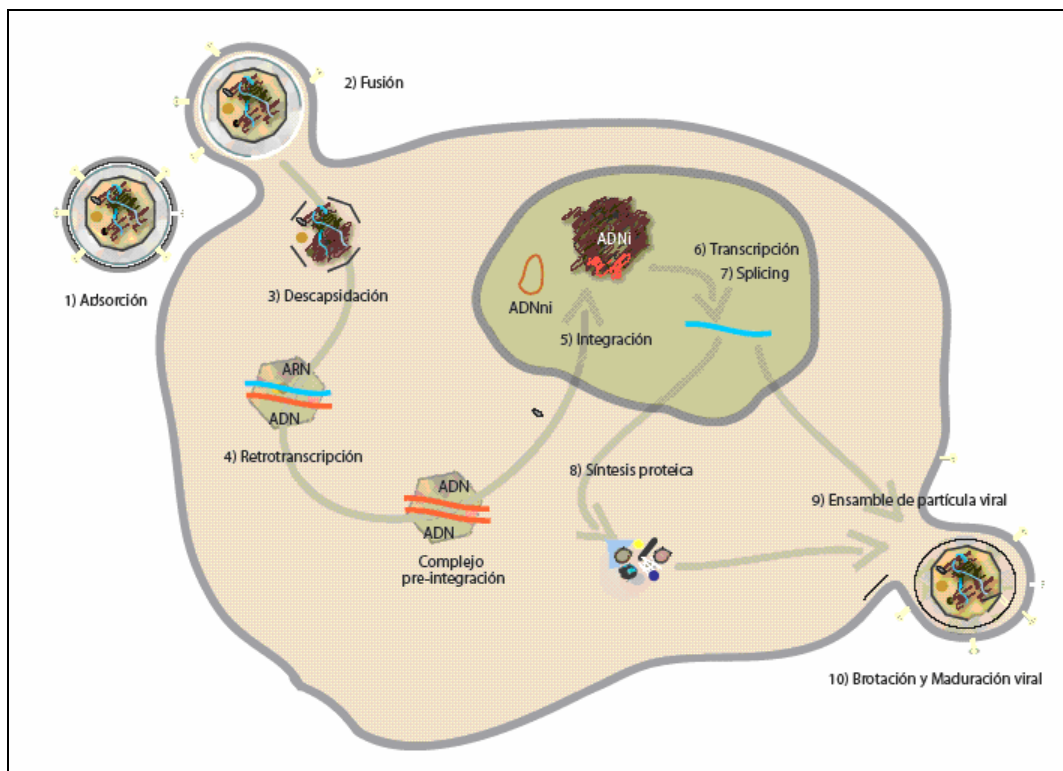 2) Fusión
1) Adsorción
3) Descapsidación
ARN
ADN
4) Retrotranscripción
ADN
ADN
Complejo
pre-integración
ADNi
ADNni
5) Integración
6) Transcripción
7) Splicing
8) Síntesis proteica
9) Ensamble de partícula viral
10) Brotación y Maduración viral